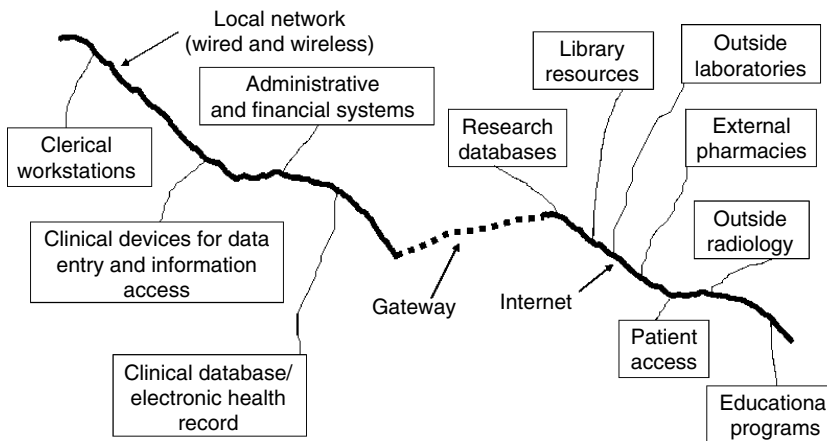 Local network
(wired and wireless)
Administrative
and financial systems
Clerical
workstations
Clinical devices for data
entry and information
access
Clinical database/
electronic health
record
Gateway
Research
databases
Library
resources
Outside
laboratories
External
pharmacies
Outside
radiology
Internet
Patient
access
Educational
programs